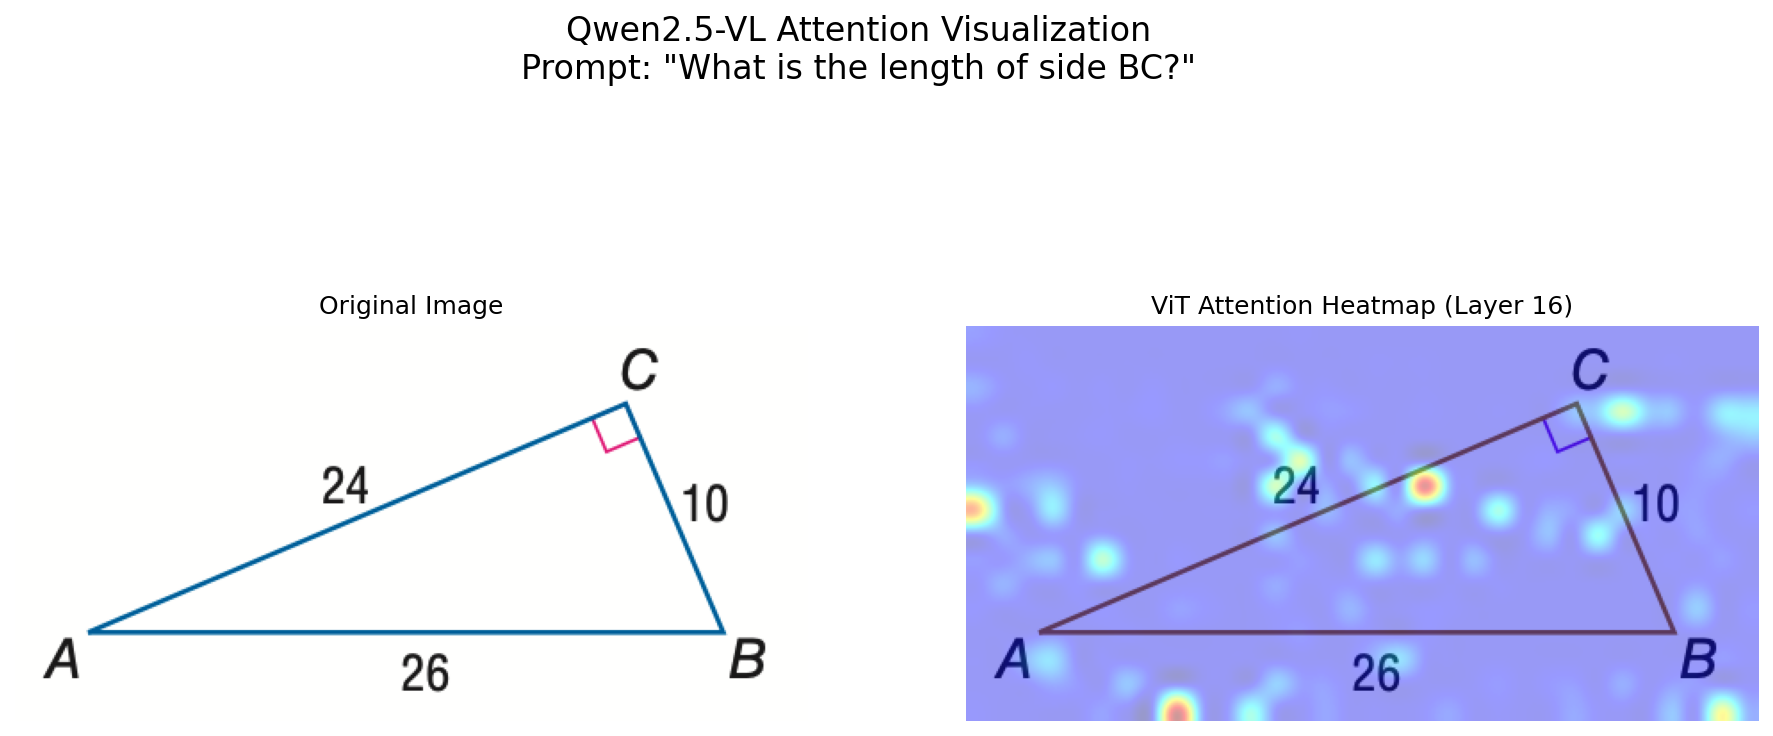 Qwen2.5-VL Attention Visualization
Prompt: "What is the length of side BC?"
Original Image
C
24
10
A
26
B
ViT Attention Heatmap (Layer 16)
C
24
10
A
26
B